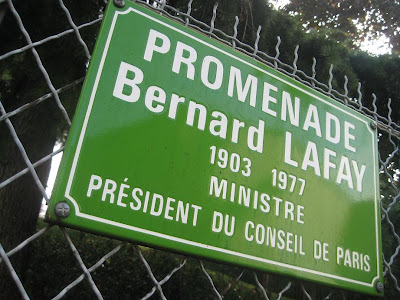 PROMENADE
Bernard LAFAY
1903 1977
MINISTRE
PRÉSIDENT DU CONSEIL DE PARIS